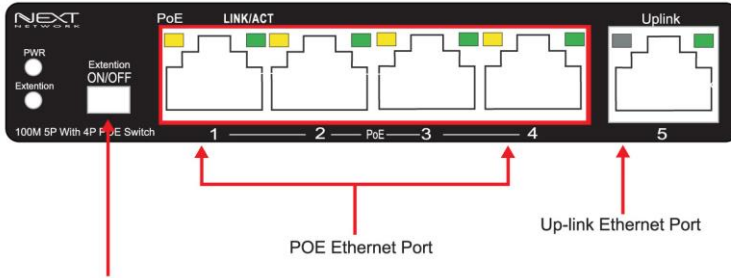 NEXT
NETWORK
PoE LINK/ACT Uplink
PWR
Extention
Extention
ON/OFF
100M 5P With 4P POE Switch
1 2 PoE 3 4 5
POE Ethernet Port
Up-link Ethernet Port